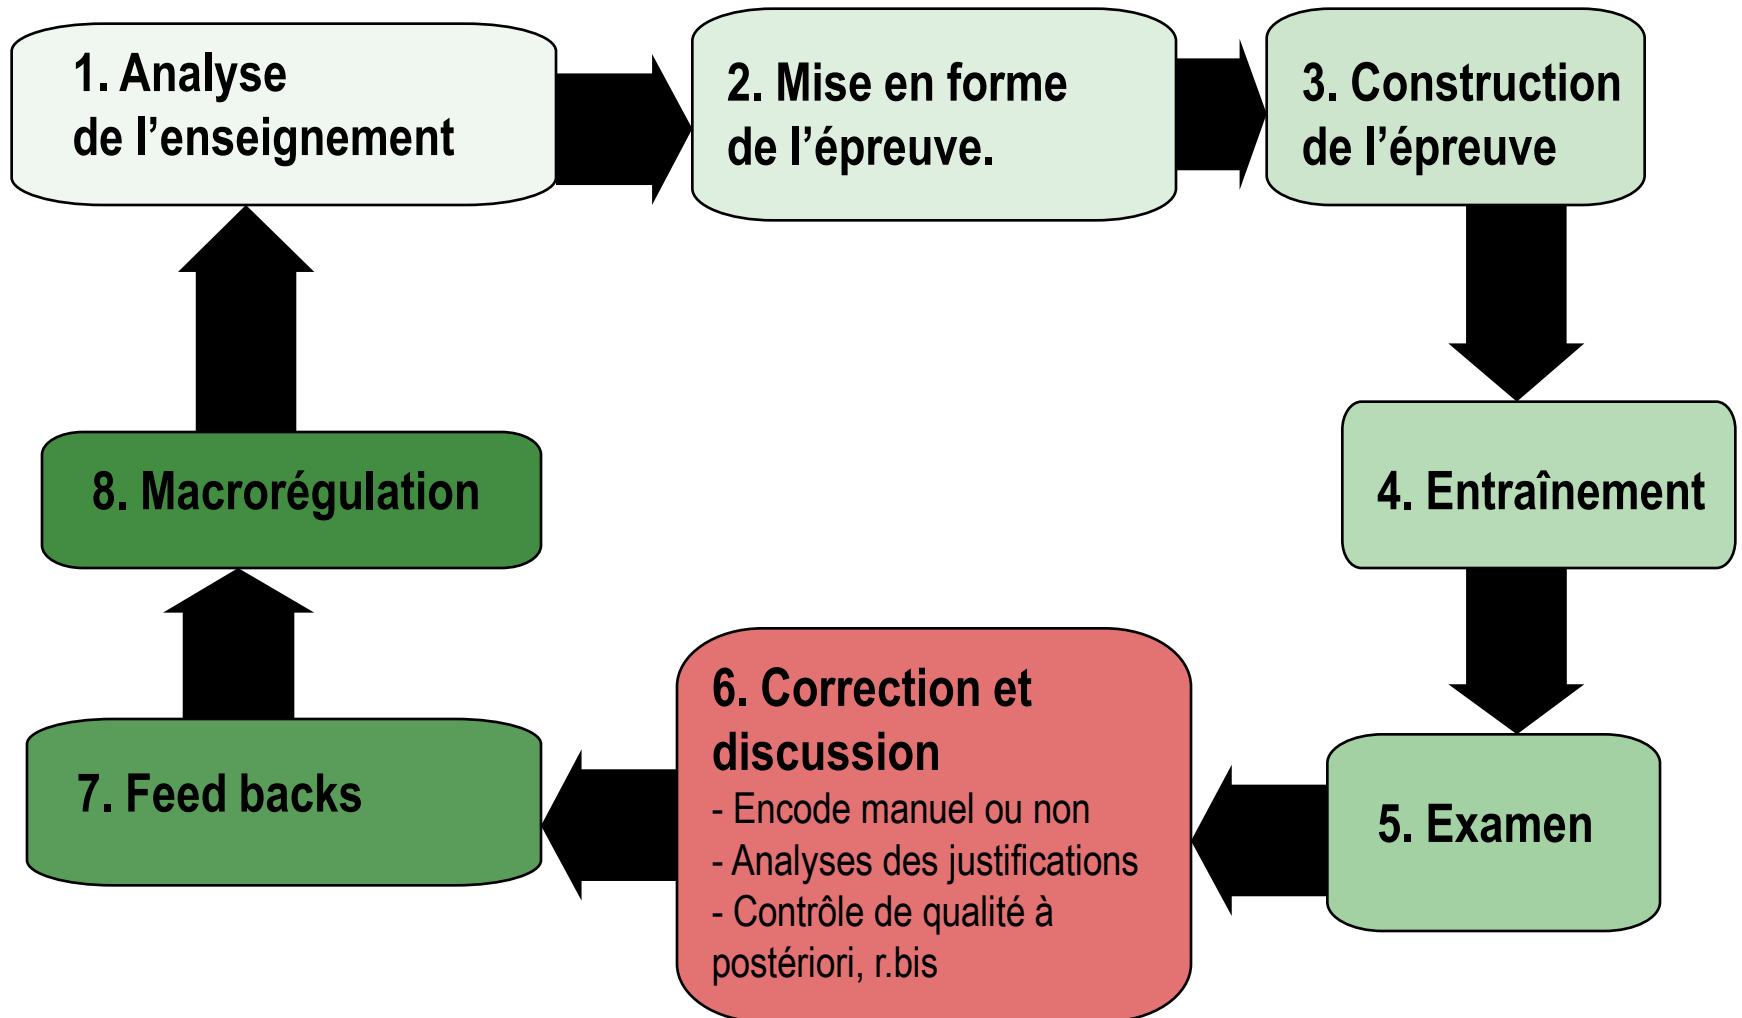 1. Analyse
de l’enseignement
2. Mise en forme
de l’épreuve.
3. Construction
de l’épreuve
4. Entraînement
5. Examen
6. Correction et
discussion
- Encode manuel ou non
- Analyses des justifications
- Contrôle de qualité à
postériori, r.bis
7. Feed backs
8. Macrorégulation